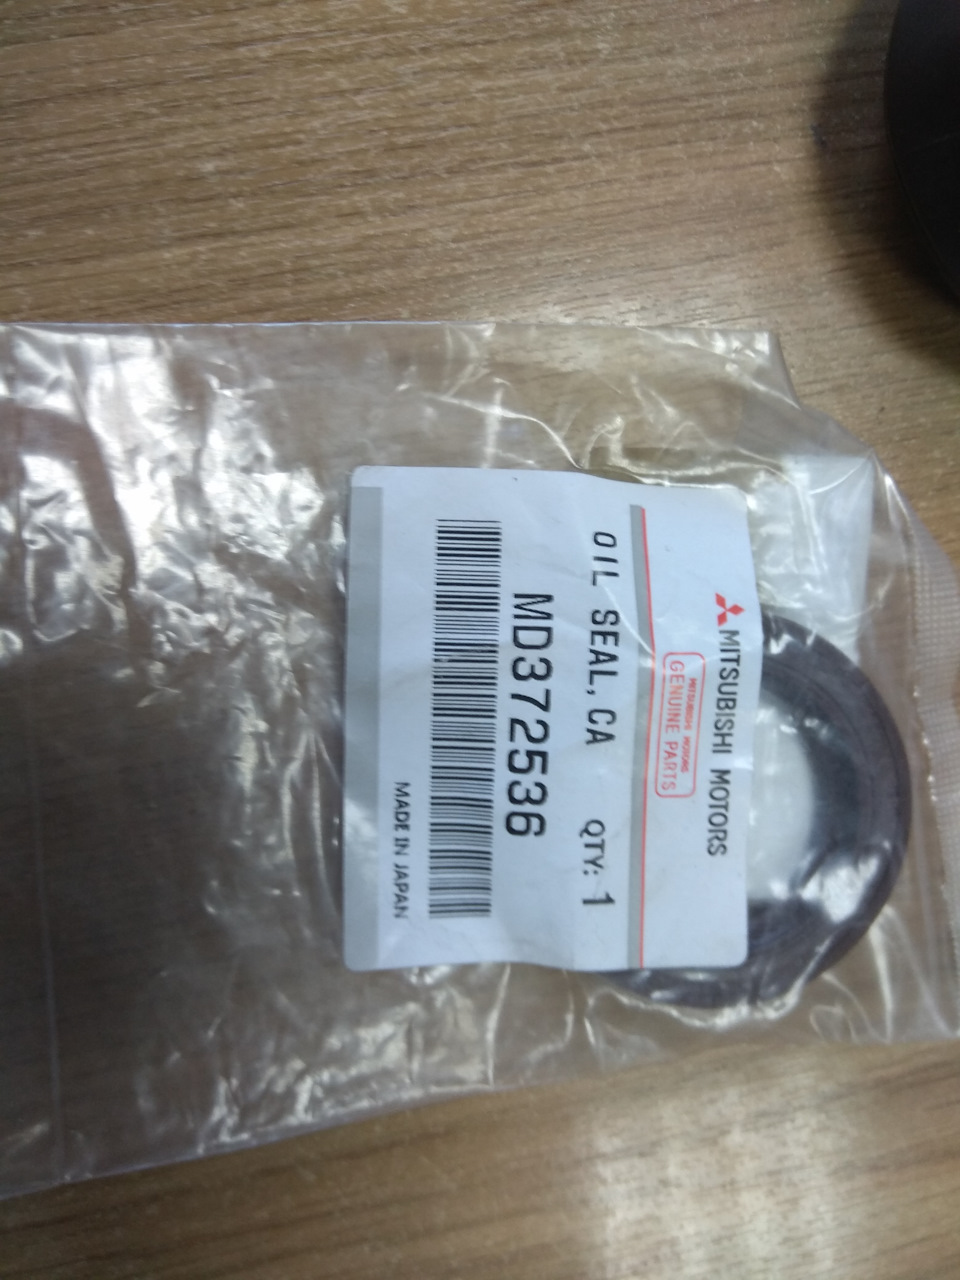 MITSUBISHI MOTORS
MITSUBISHI MOTORS
GENUINE PARTS
OIL SEAL,CA QTY: 1
MD372536
MADE IN JAPAN